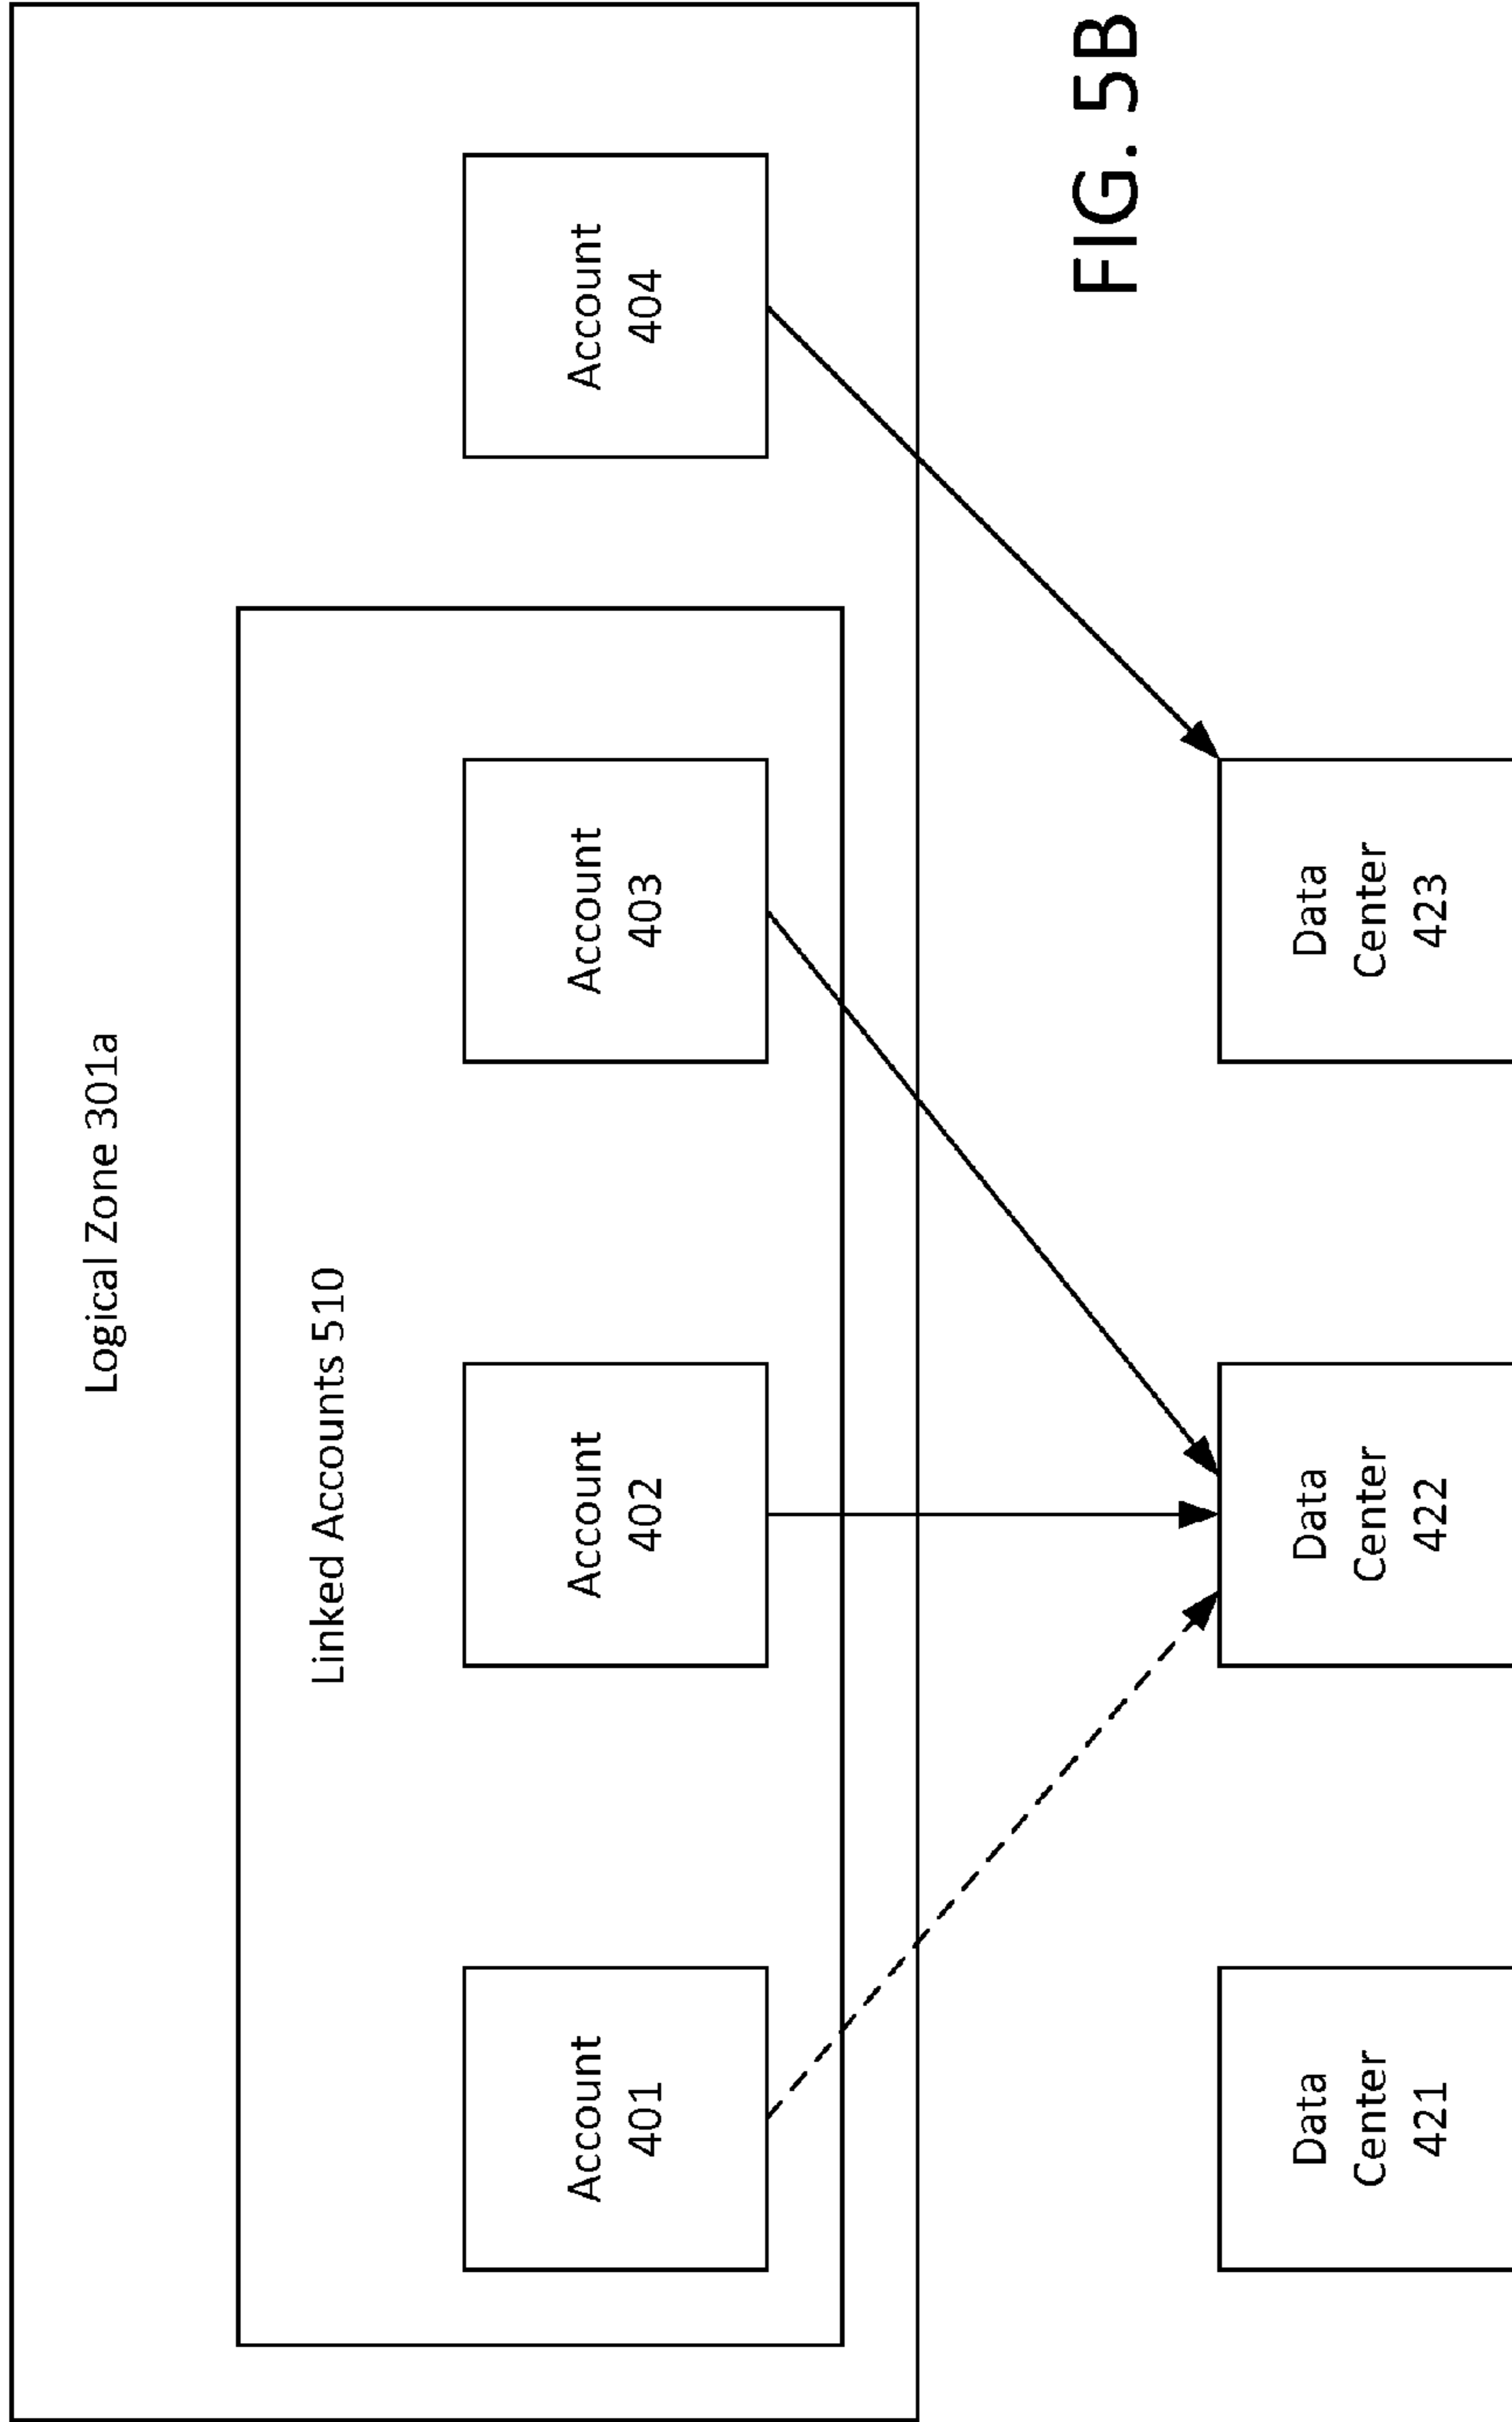 Logical Zone 301a
Linked Accounts 510
Account
401
Account
402
Account
403
Account
404
Data
Center
421
Data
Center
422
Data
Center
423
FIG. 5B